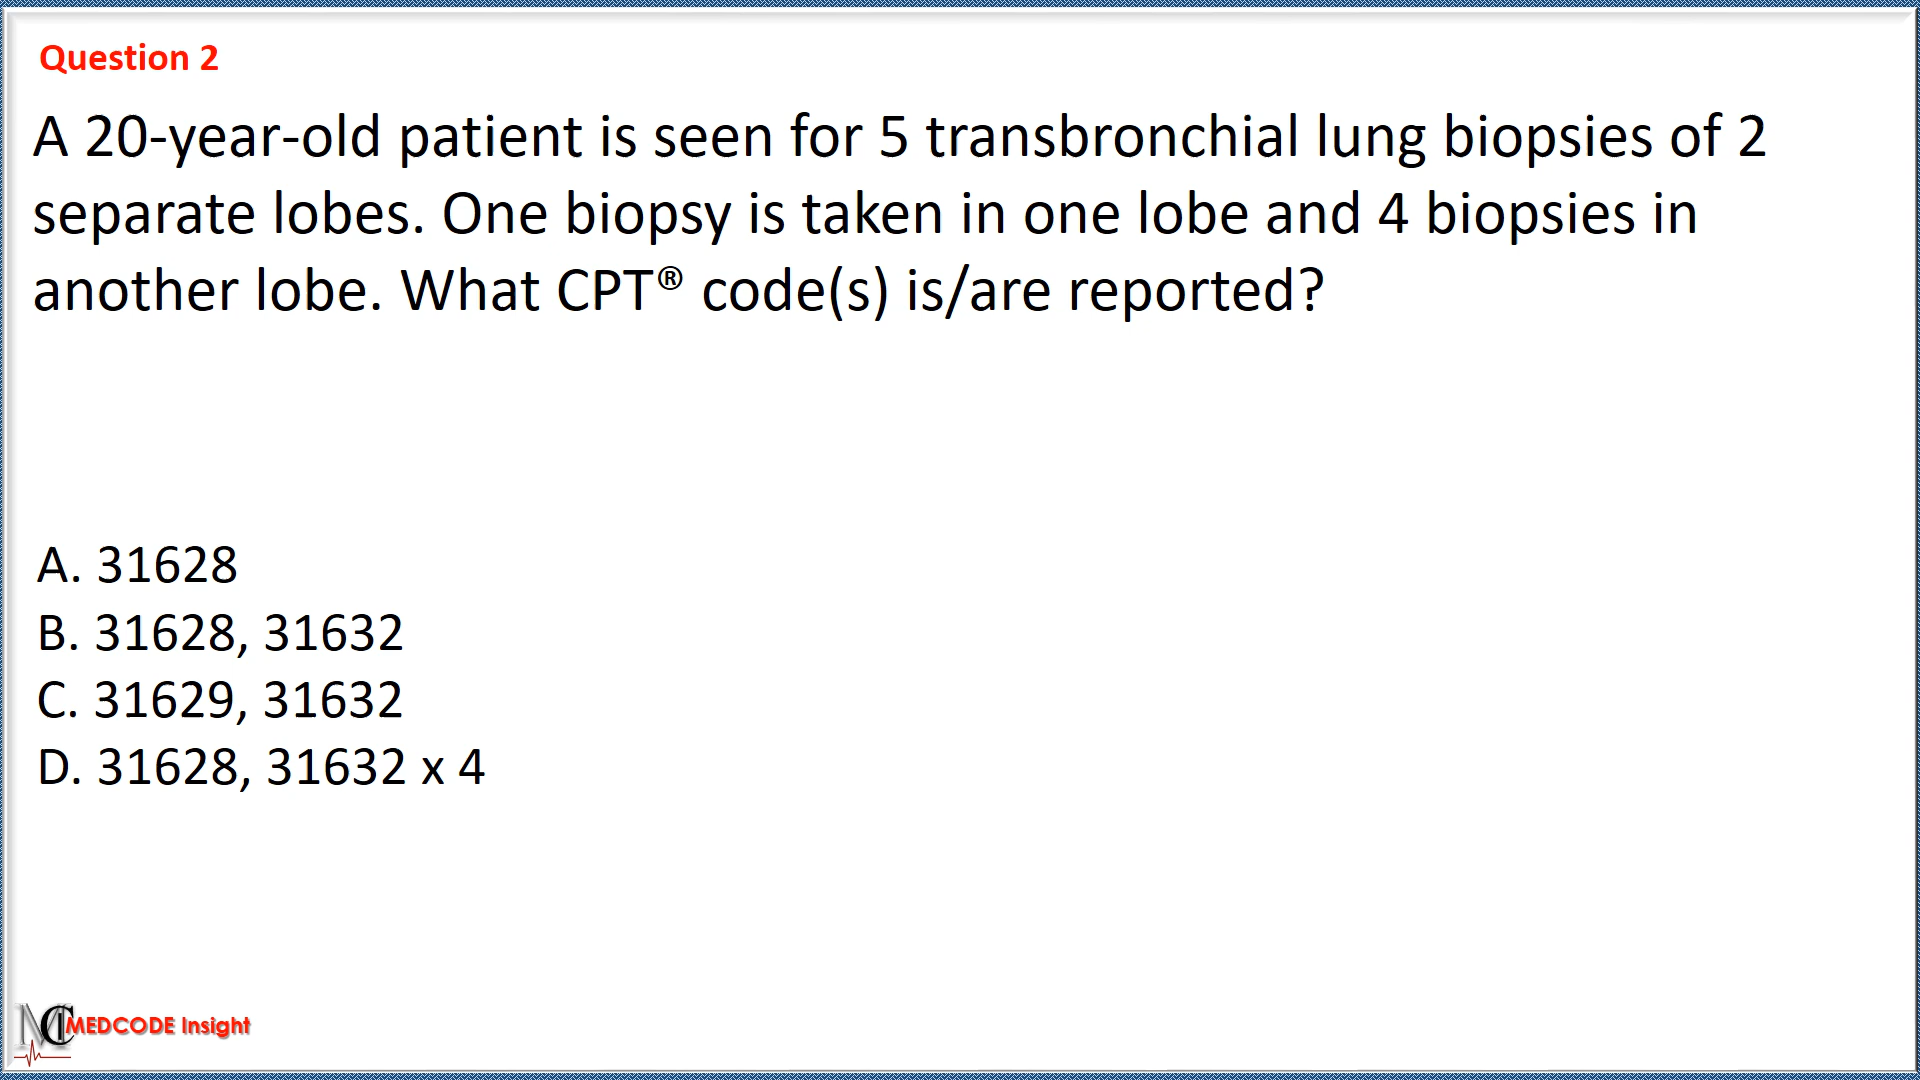 Question 2
A 20-year-old patient is seen for 5 transbronchial lung biopsies of 2
separate lobes. One biopsy is taken in one lobe and 4 biopsies in
another lobe. What CPT® code(s) is/are reported?
A. 31628
B. 31628, 31632
C. 31629, 31632
D. 31628, 31632 x 4
MC MEDCODE Insight